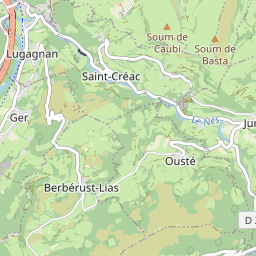 Soum de
Caubi
Soum de
Basta
Lugagnan
Saint-Créac
Ger
Le Nès
Ousté
Berbérust-Lias